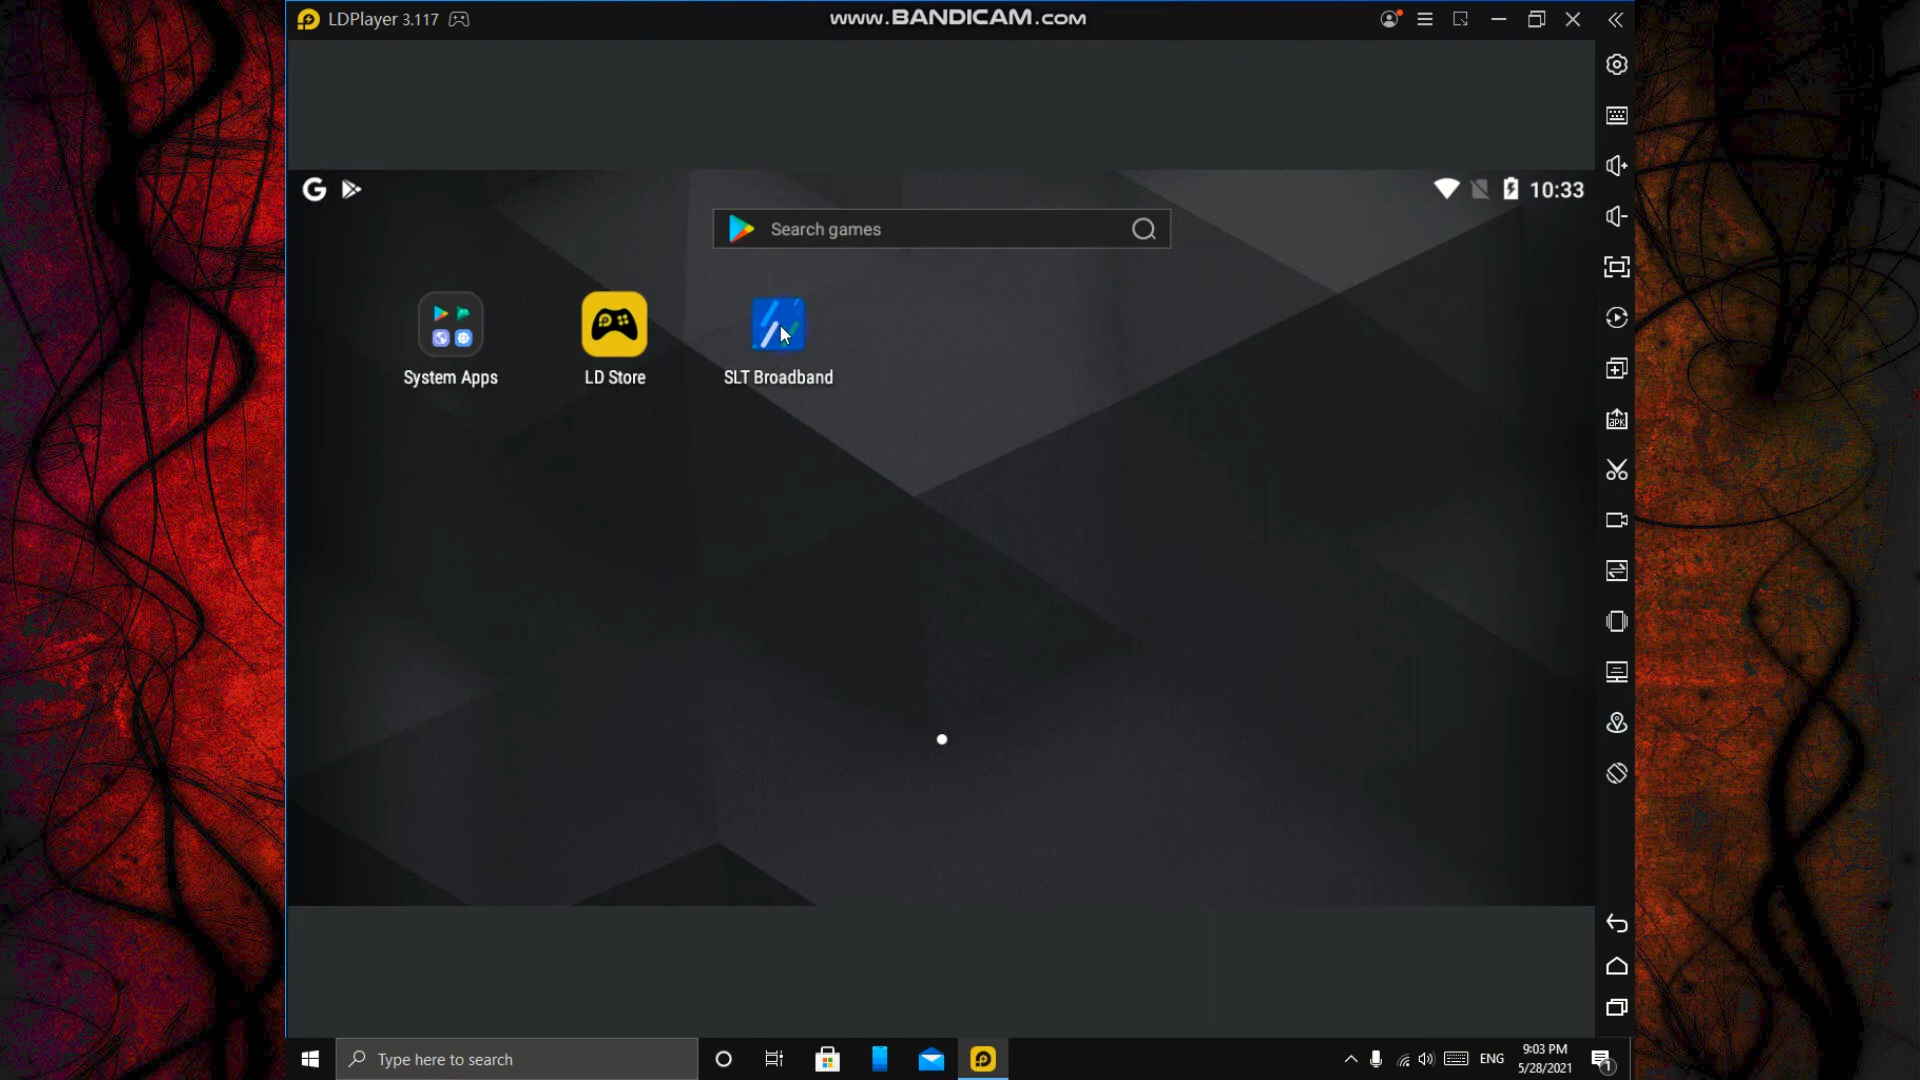 LDPlayer 3.117
www.BANDICAM.com
10:33
Search games
System Apps
LD Store
SLT Broadband
Type here to search
ENG
9:03 PM
5/28/2021
1